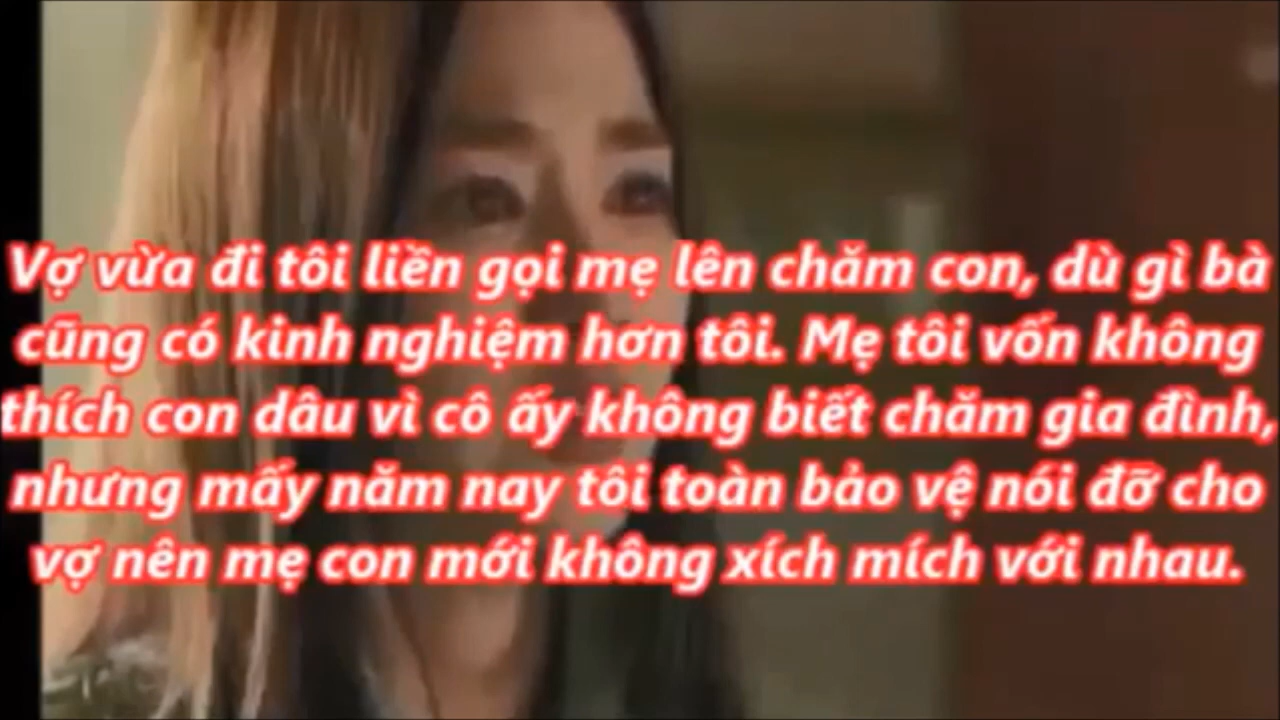 Vợ vừa đi tôi liền gọi mẹ lên chăm con, dù gì bà
cũng có kinh nghiệm hơn tôi. Mẹ tôi vốn không
thích con dâu vì cô ấy không biết chăm gia đình,
nhưng mấy năm nay tôi toàn bảo vệ nói đỡ cho
vợ nên mẹ con mới không xích mích với nhau.